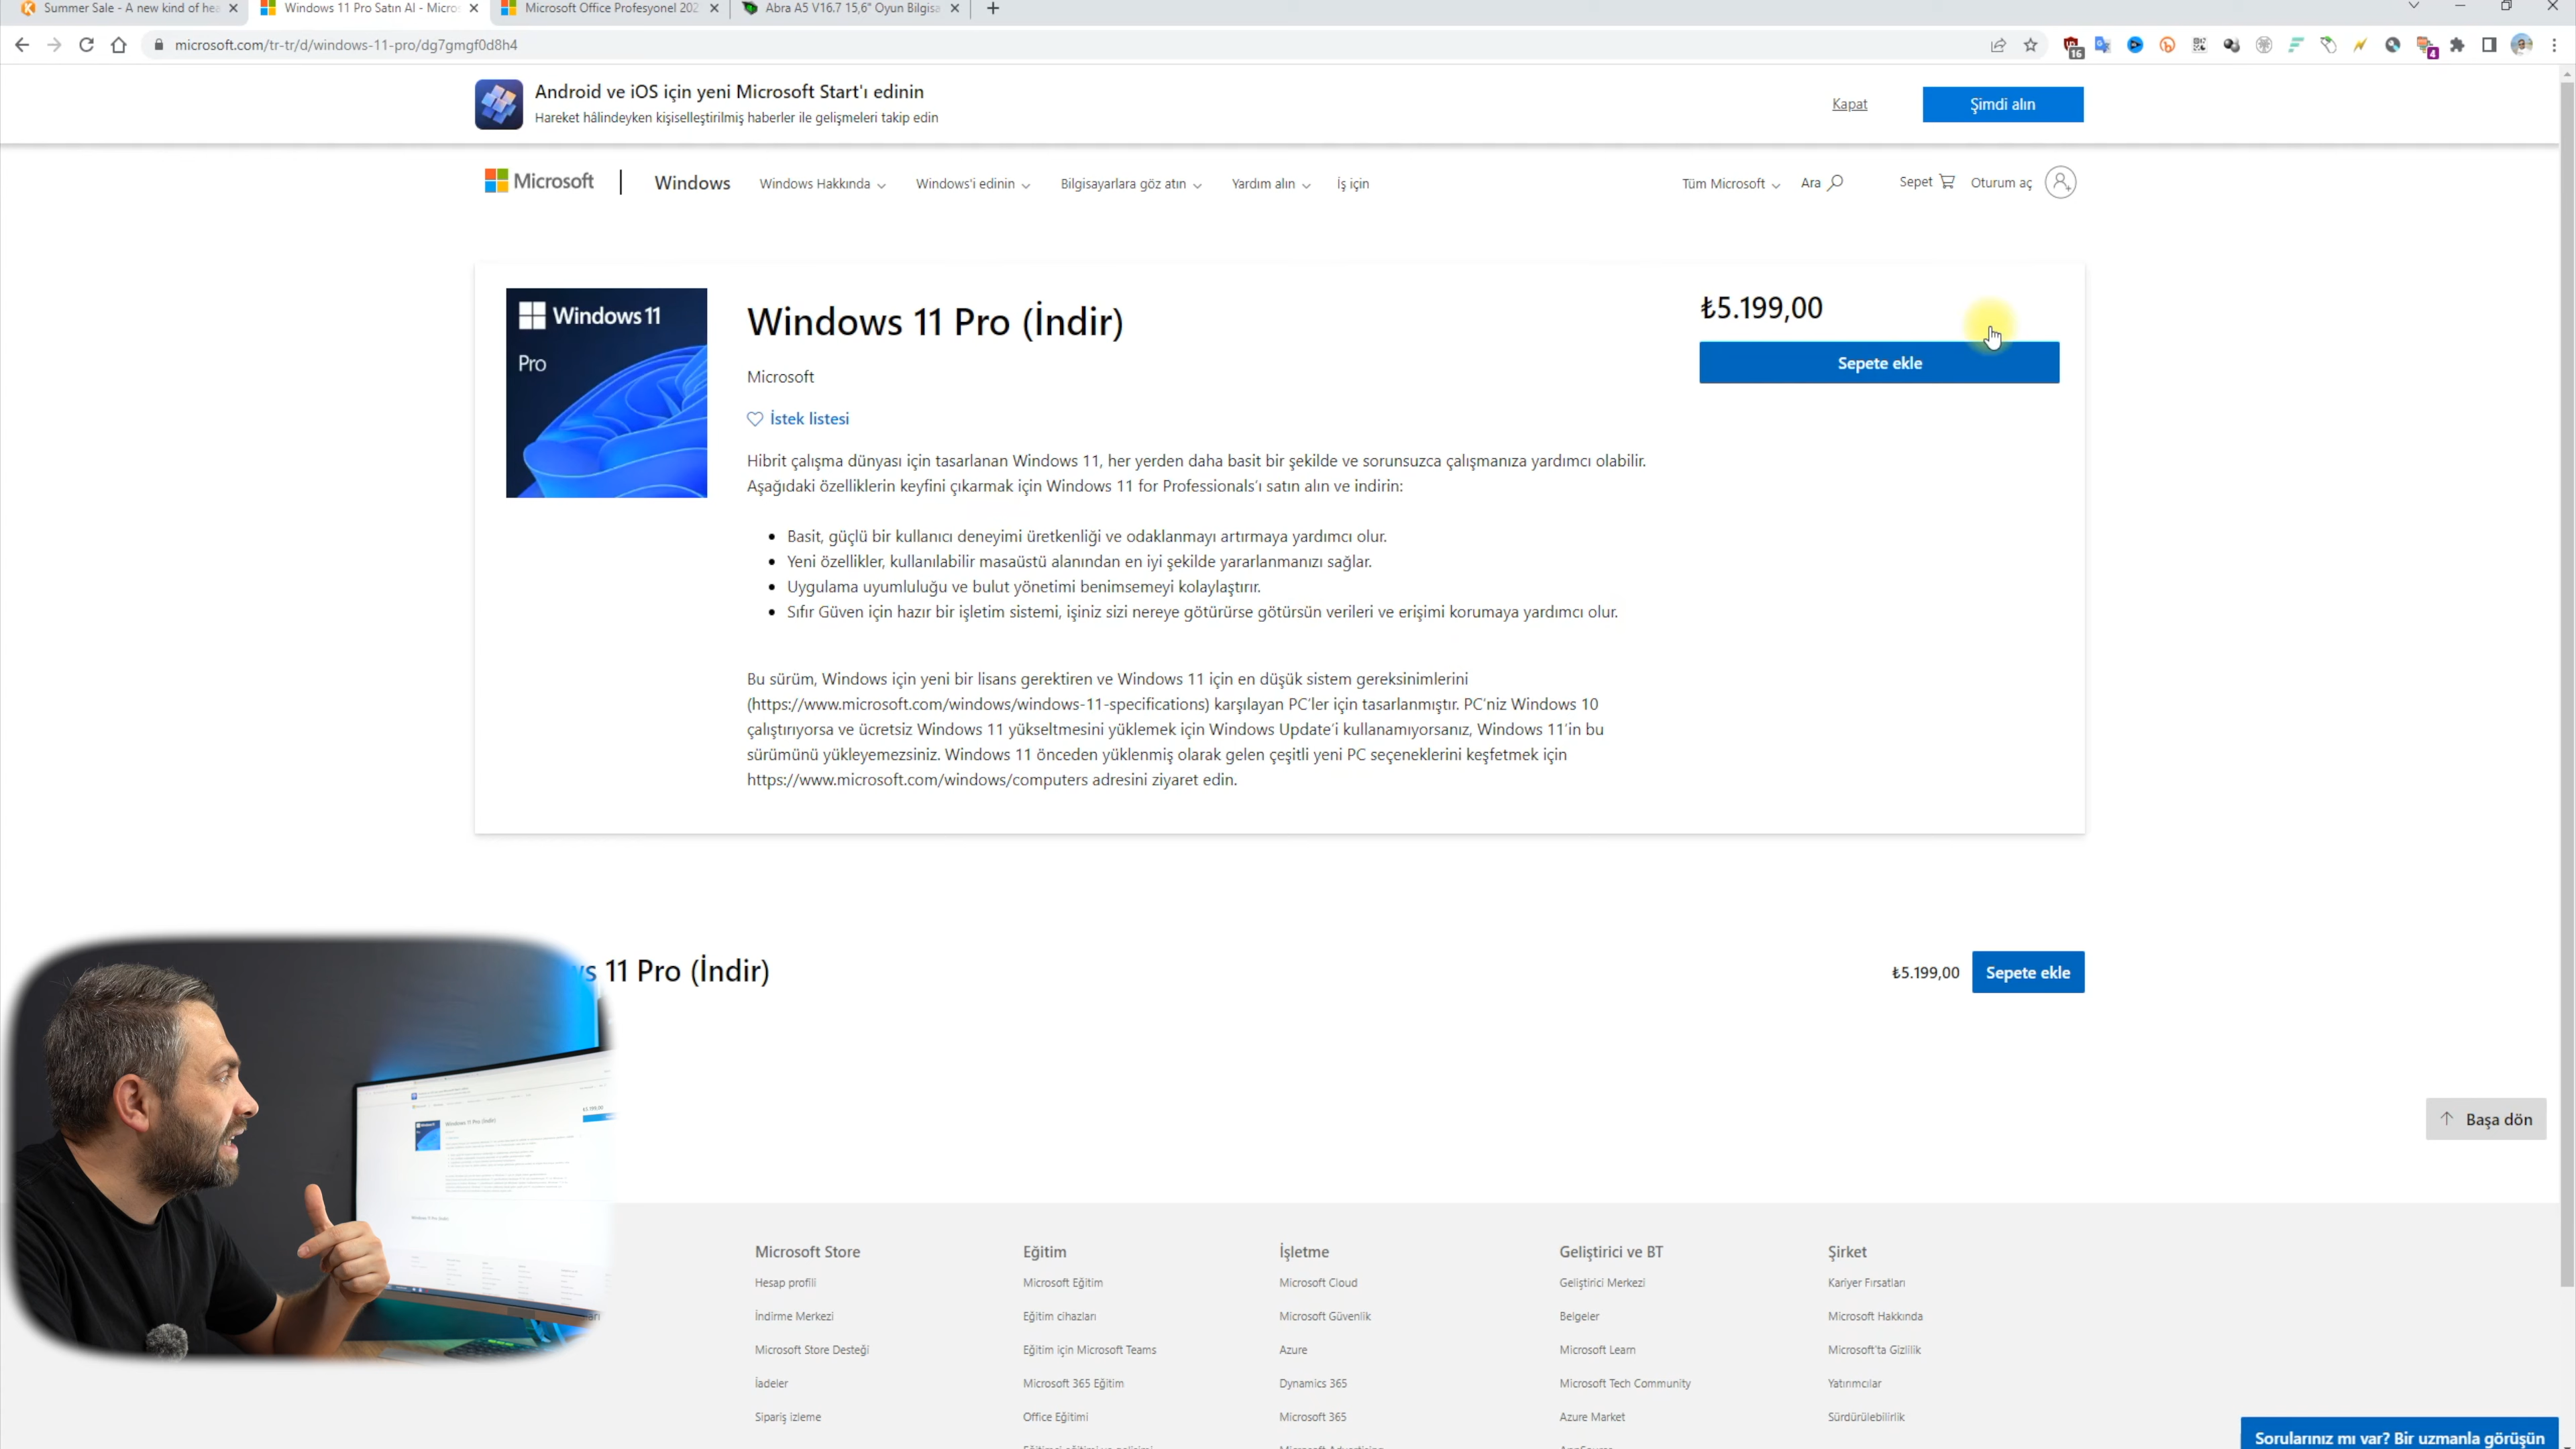 Summer Sale - A new kind of hea
Windows 11 Pro Satın Al - Micros
Microsoft Office Profesyonel 202
Abra A5 V16.7 15,6" Oyun Bilgisa
microsoft.com/tr-tr/d/windows-11-pro/dg7gmgf0d8h4
16
4
Android ve iOS için yeni Microsoft Start'ı edinin
Hareket hâlindeyken kişiselleştirilmiş haberler ile gelişmeleri takip edin
Kapat
Şimdi alın
Microsoft
Windows
Windows Hakkında
Windows'i edinin
Bilgisayarlara göz atın
Yardım alın
İş için
Tüm Microsoft
Ara
Sepet
Oturum aç
Windows 11
Pro
Windows 11 Pro (İndir)
Microsoft
İstek listesi
₺5.199,00
Sepete ekle
Hibrit çalışma dünyası için tasarlanan Windows 11, her yerden daha basit bir şekilde ve sorunsuzca çalışmanıza yardımcı olabilir.
Aşağıdaki özelliklerin keyfini çıkarmak için Windows 11 for Professionals'ı satın alın ve indirin:
Basit, güçlü bir kullanıcı deneyimi üretkenliği ve odaklanmayı artırmaya yardımcı olur.
Yeni özellikler, kullanılabilir masaüstü alanından en iyi şekilde yararlanmanızı sağlar.
Uygulama uyumluluğu ve bulut yönetimi benimsemeyi kolaylaştırır.
Sıfır Güven için hazır bir işletim sistemi, işiniz sizi nereye götürürse götürsün verileri ve erişimi korumaya yardımcı olur.
Bu sürüm, Windows için yeni bir lisans gerektiren ve Windows 11 için en düşük sistem gereksinimlerini
(https://www.microsoft.com/windows/windows-11-specifications) karşılayan PC'ler için tasarlanmıştır. PC'niz Windows 10
çalıştırıyorsa ve ücretsiz Windows 11 yükseltmesini yüklemek için Windows Update'i kullanamıyorsanız, Windows 11'in bu
sürümünü yükleyemezsiniz. Windows 11 önceden yüklenmiş olarak gelen çeşitli yeni PC seçeneklerini keşfetmek için
https://www.microsoft.com/windows/computers adresini ziyaret edin.
ws 11 Pro (İndir)
₺5.199,00
Sepete ekle
Başa dön
Microsoft Store
Hesap profili
İndirme Merkezi
Microsoft Store Desteği
İadeler
Sipariş izleme
Eğitim
Microsoft Eğitim
Eğitim cihazları
Eğitim için Microsoft Teams
Microsoft 365 Eğitim
Office Eğitimi
İşletme
Microsoft Cloud
Microsoft Güvenlik
Azure
Dynamics 365
Microsoft 365
Geliştirici ve BT
Geliştirici Merkezi
Belgeler
Microsoft Learn
Microsoft Tech Community
Azure Market
Şirket
Kariyer Fırsatları
Microsoft Hakkında
Microsoft'ta Gizlilik
Yatırımcılar
Sürdürülebilirlik
Sorularınız mı var? Bir uzmanla görüşün